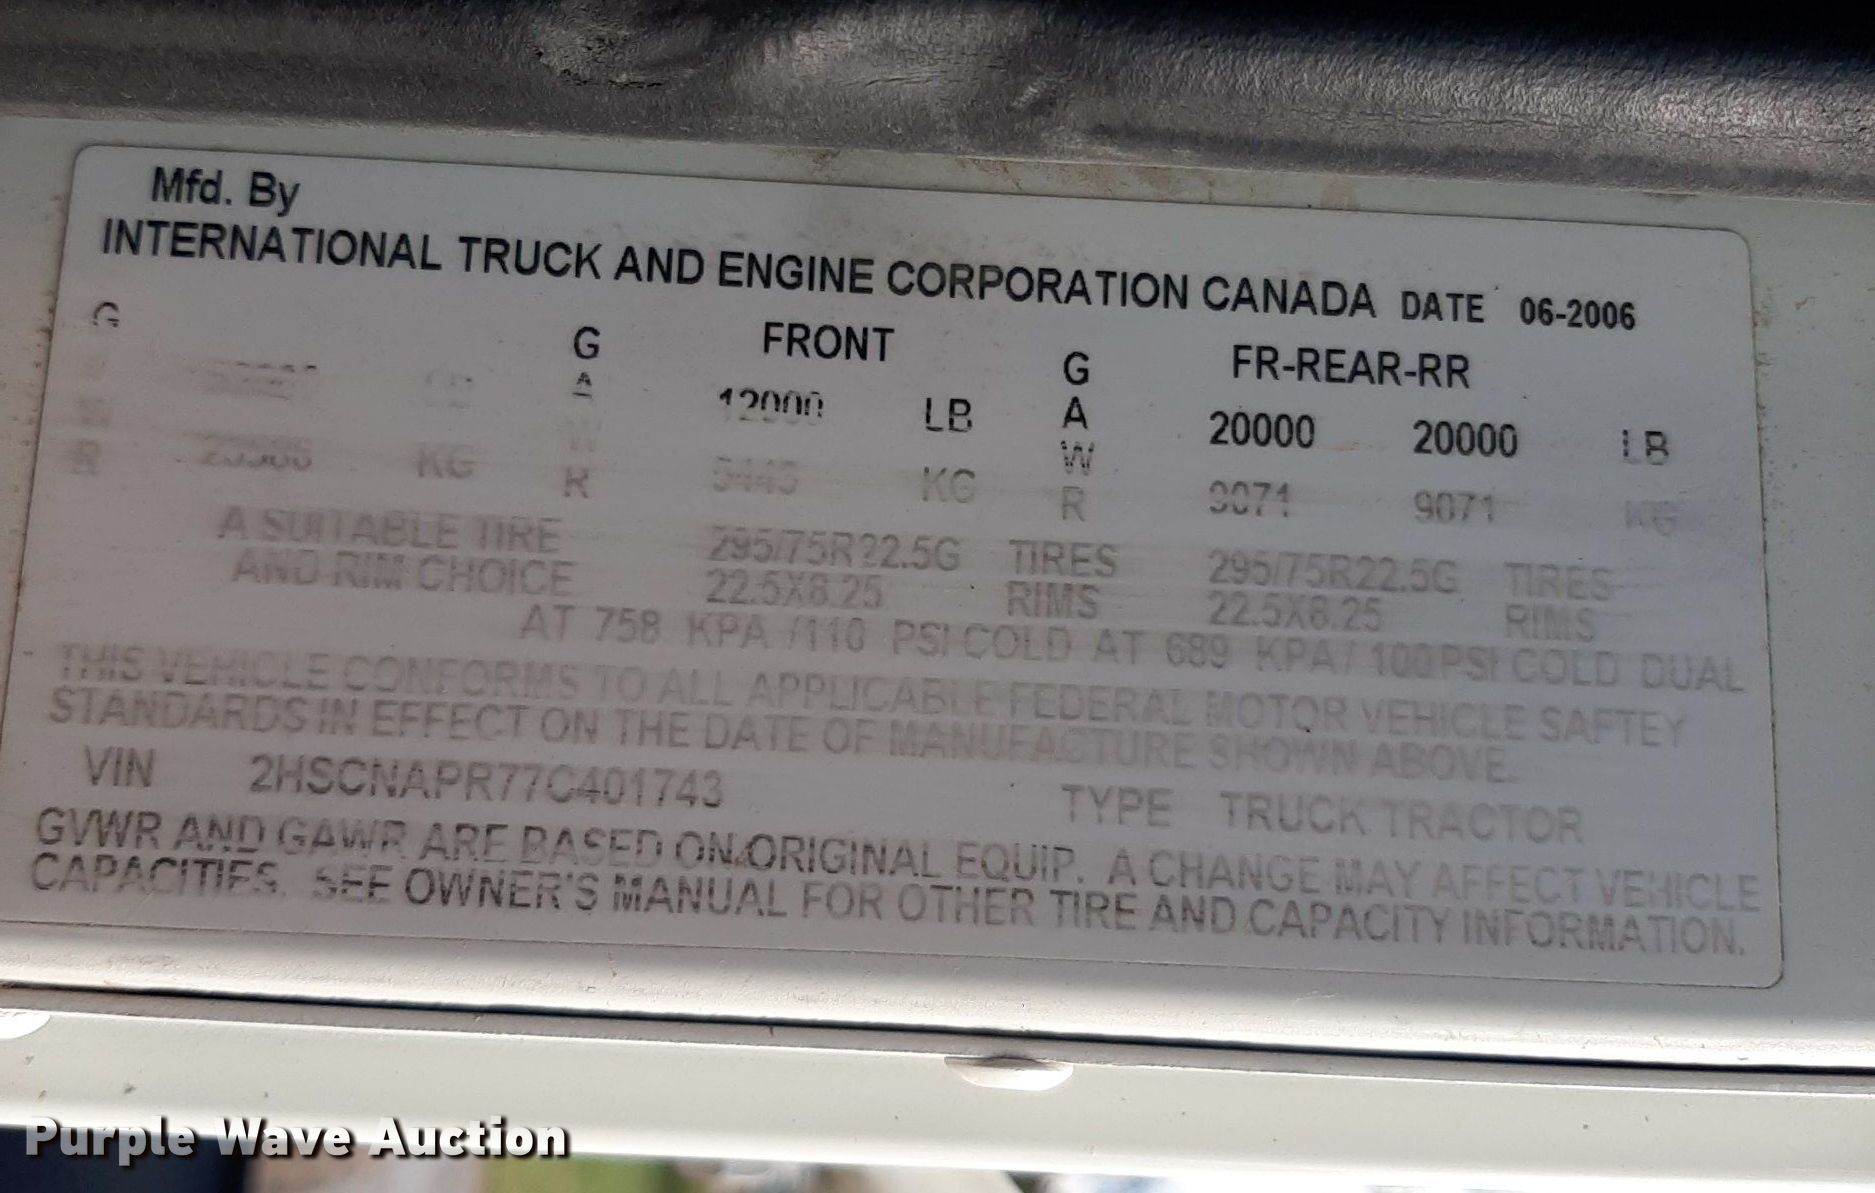 Mfd. By
INTERNATIONAL TRUCK AND ENGINE CORPORATION CANADA DATE 06-2006
G G FRONT G FR-REAR-RR
A 12000 LB A 20000 20000 LB
W W W
R KG R KG R 9071 9071 KG
A SUITABLE TIRE 295/75R22.5G TIRES 295/75R22.5G TIRES
AND RIM CHOICE 22.5X8.25 RIMS 22.5X8.25 RIMS
AT 758 KPA /110 PSI COLD AT 689 KPA / 100 PSI COLD DUAL
THIS VEHICLE CONFORMS TO ALL APPLICABLE FEDERAL MOTOR VEHICLE SAFTEY
STANDARDS IN EFFECT ON THE DATE OF MANUFACTURE SHOWN ABOVE.
VIN 2HSCNAPR77C401743 TYPE TRUCK TRACTOR
GVWR AND GAWR ARE BASED ON ORIGINAL EQUIP. A CHANGE MAY AFFECT VEHICLE
CAPACITIES. SEE OWNER'S MANUAL FOR OTHER TIRE AND CAPACITY INFORMATION.
Purple Wave Auction